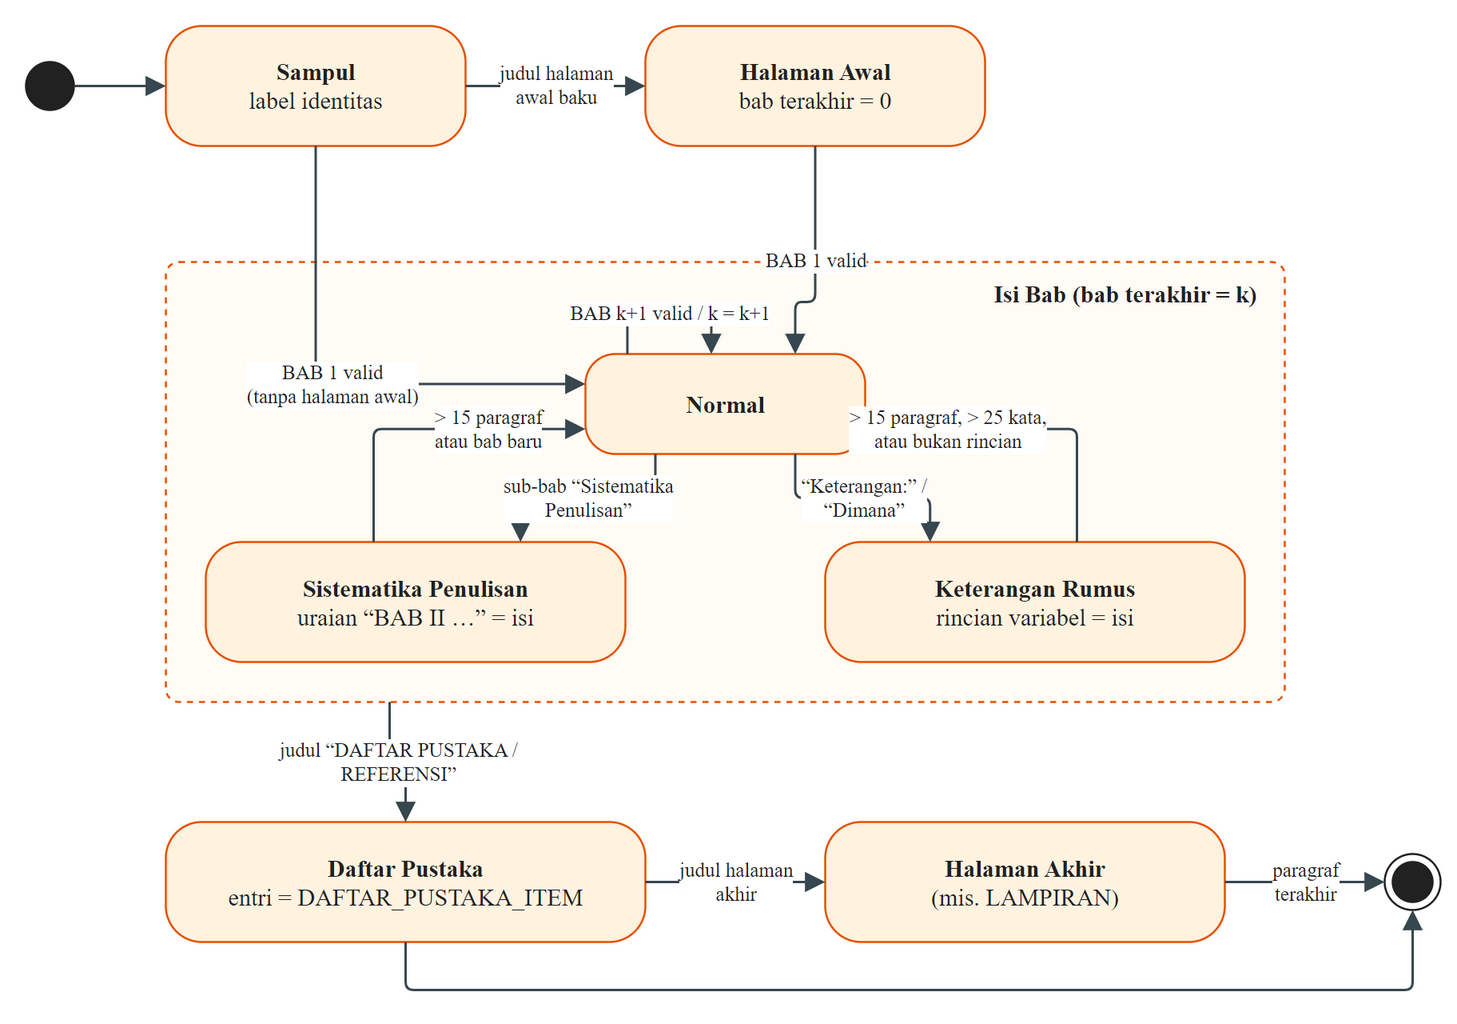 Sampul
label identitas
judul halaman
awal baku
Halaman Awal
bab terakhir = 0
BAB 1 valid
Isi Bab (bab terakhir = k)
BAB k+1 valid / k = k+1
BAB 1 valid
(tanpa halaman awal)
Normal
> 15 paragraf
atau bab baru
> 15 paragraf, > 25 kata,
atau bukan rincian
sub-bab “Sistematika
Penulisan”
“Keterangan:” /
“Dimana”
Sistematika Penulisan
uraian “BAB II …” = isi
Keterangan Rumus
rincian variabel = isi
judul “DAFTAR PUSTAKA /
REFERENSI”
Daftar Pustaka
entri = DAFTAR_PUSTAKA_ITEM
judul halaman
akhir
Halaman Akhir
(mis. LAMPIRAN)
paragraf
terakhir